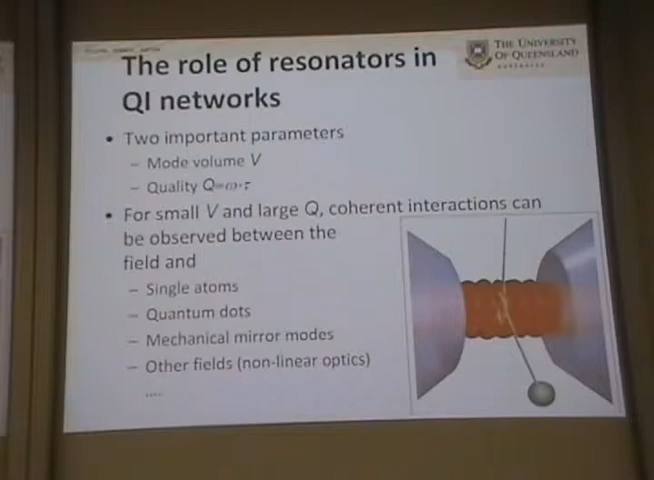 The role of resonators in
QI networks
THE UNIVERSITY
OF QUEENSLAND
• Two important parameters
– Mode volume V
– Quality Q=ω·τ
• For small V and large Q, coherent interactions can
be observed between the
field and
– Single atoms
– Quantum dots
– Mechanical mirror modes
– Other fields (non-linear optics)
....